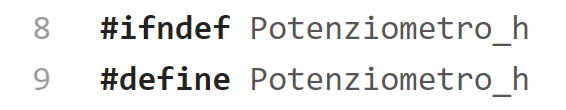 8 #ifndef Potenziometro_h
9 #define Potenziometro_h